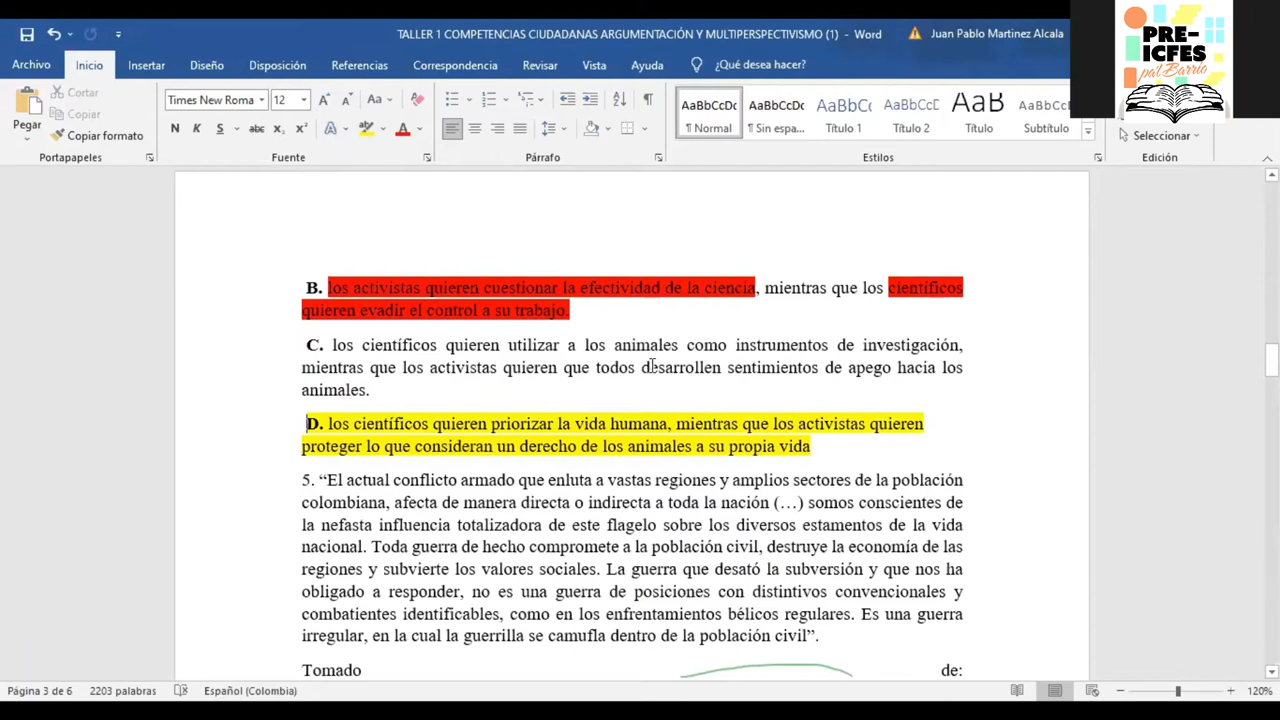 TALLER 1 COMPETENCIAS CIUDADANAS ARGUMENTACIÓN Y MULTIPERSPECTIVISMO (1) - Word
Juan Pablo Martinez Alcala
PRE-
ICFES
pal Barrio
Archivo Inicio Insertar Diseño Disposición Referencias Correspondencia Revisar Vista Ayuda ¿Qué desea hacer?
Pegar
Cortar
Copiar
Copiar formato
Portapapeles
Times New Roma 12
Aa
N K S abc x₂ x² A A
Fuente
Párrafo
AaBbCcDc AaBbCcDc AaBbCcD AaBbCcD AaB AaBbCcD
¶ Normal ¶ Sin espa... Título 1 Título 2 Título Subtítulo
Estilos
Seleccionar
Edición
B. los activistas quieren cuestionar la efectividad de la ciencia, mientras que los científicos
quieren evadir el control a su trabajo.
C. los científicos quieren utilizar a los animales como instrumentos de investigación,
mientras que los activistas quieren que todos desarrollen sentimientos de apego hacia los
animales.
D. los científicos quieren priorizar la vida humana, mientras que los activistas quieren
proteger lo que consideran un derecho de los animales a su propia vida
5. “El actual conflicto armado que enluta a vastas regiones y amplios sectores de la población
colombiana, afecta de manera directa o indirecta a toda la nación (…) somos conscientes de
la nefasta influencia totalizadora de este flagelo sobre los diversos estamentos de la vida
nacional. Toda guerra de hecho compromete a la población civil, destruye la economía de las
regiones y subvierte los valores sociales. La guerra que desató la subversión y que nos ha
obligado a responder, no es una guerra de posiciones con distintivos convencionales y
combatientes identificables, como en los enfrentamientos bélicos regulares. Es una guerra
irregular, en la cual la guerrilla se camufla dentro de la población civil”.
Tomado de:
Página 3 de 6 2203 palabras Español (Colombia) 120%